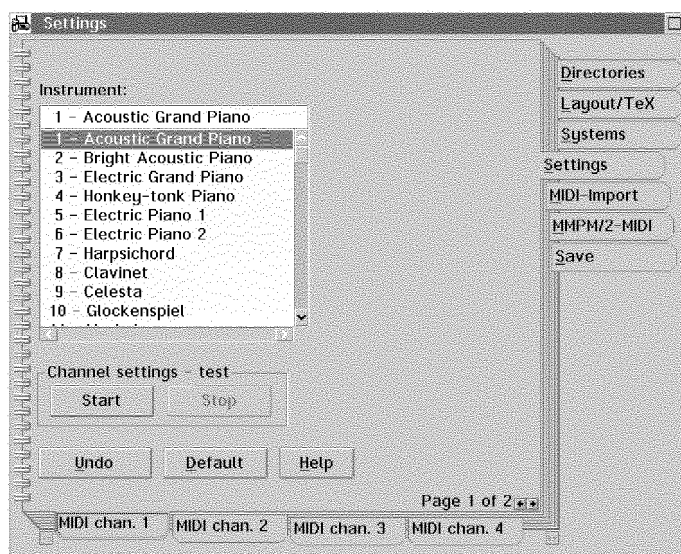 Settings
Instrument:
1 - Acoustic Grand Piano
1 - Acoustic Grand Piano
2 - Bright Acoustic Piano
3 - Electric Grand Piano
4 - Honkey-tonk Piano
5 - Electric Piano 1
6 - Electric Piano 2
7 - Harpsichord
8 - Clavinet
9 - Celesta
10 - Glockenspiel
Channel settings - test
Start
Stop
Undo
Default
Help
Page 1 of 2
MIDI chan. 1
MIDI chan. 2
MIDI chan. 3
MIDI chan. 4
Directories
Layout/TeX
Systems
Settings
MIDI-Import
MMPM/2-MIDI
Save